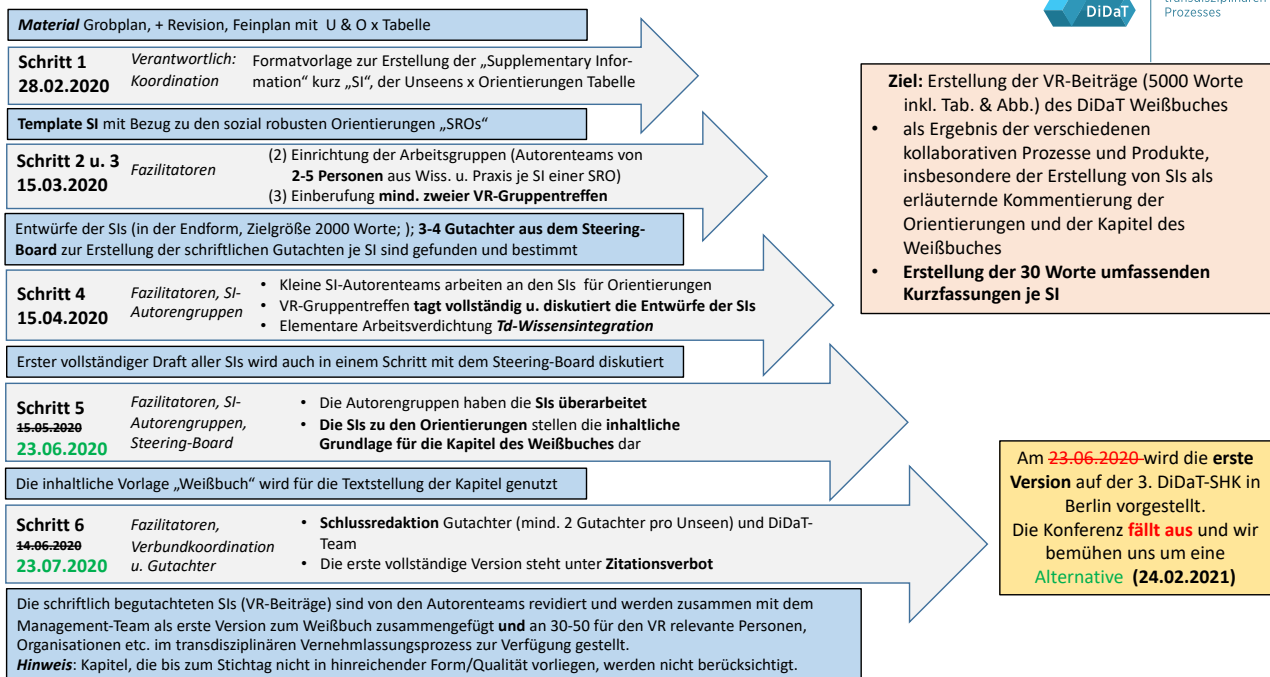 DiDaT
transdisziplinären
Prozesses
Material Grobplan, + Revision, Feinplan mit U & O x Tabelle
Schritt 1
28.02.2020
Verantwortlich:
Koordination
Formatvorlage zur Erstellung der „Supplementary Infor-
mation“ kurz „SI“, der Unseens x Orientierungen Tabelle
Template SI mit Bezug zu den sozial robusten Orientierungen „SROs“
Schritt 2 u. 3
15.03.2020
Fazilitatoren
(2) Einrichtung der Arbeitsgruppen (Autorenteams von
2-5 Personen aus Wiss. u. Praxis je SI einer SRO)
(3) Einberufung mind. zweier VR-Gruppentreffen
Entwürfe der SIs (in der Endform, Zielgröße 2000 Worte; ); 3-4 Gutachter aus dem Steering-
Board zur Erstellung der schriftlichen Gutachten je SI sind gefunden und bestimmt
Schritt 4
15.04.2020
Fazilitatoren, SI-
Autorengruppen
• Kleine SI-Autorenteams arbeiten an den SIs für Orientierungen
• VR-Gruppentreffen tagt vollständig u. diskutiert die Entwürfe der SIs
• Elementare Arbeitsverdichtung Td-Wissensintegration
Erster vollständiger Draft aller SIs wird auch in einem Schritt mit dem Steering-Board diskutiert
Schritt 5
15.05.2020
23.06.2020
Fazilitatoren, SI-
Autorengruppen,
Steering-Board
• Die Autorengruppen haben die SIs überarbeitet
• Die SIs zu den Orientierungen stellen die inhaltliche
Grundlage für die Kapitel des Weißbuches dar
Die inhaltliche Vorlage „Weißbuch“ wird für die Textstellung der Kapitel genutzt
Schritt 6
14.06.2020
23.07.2020
Fazilitatoren,
Verbundkoordination
u. Gutachter
• Schlussredaktion Gutachter (mind. 2 Gutachter pro Unseen) und DiDaT-
Team
• Die erste vollständige Version steht unter Zitationsverbot
Die schriftlich begutachteten SIs (VR-Beiträge) sind von den Autorenteams revidiert und werden zusammen mit dem
Management-Team als erste Version zum Weißbuch zusammengefügt und an 30-50 für den VR relevante Personen,
Organisationen etc. im transdisziplinären Vernehmlassungsprozess zur Verfügung gestellt.
Hinweis: Kapitel, die bis zum Stichtag nicht in hinreichender Form/Qualität vorliegen, werden nicht berücksichtigt.
Ziel: Erstellung der VR-Beiträge (5000 Worte
inkl. Tab. & Abb.) des DiDaT Weißbuches
• als Ergebnis der verschiedenen
kollaborativen Prozesse und Produkte,
insbesondere der Erstellung von SIs als
erläuternde Kommentierung der
Orientierungen und der Kapitel des
Weißbuches
• Erstellung der 30 Worte umfassenden
Kurzfassungen je SI
Am 23.06.2020 wird die erste
Version auf der 3. DiDaT-SHK in
Berlin vorgestellt.
Die Konferenz fällt aus und wir
bemühen uns um eine
Alternative (24.02.2021)